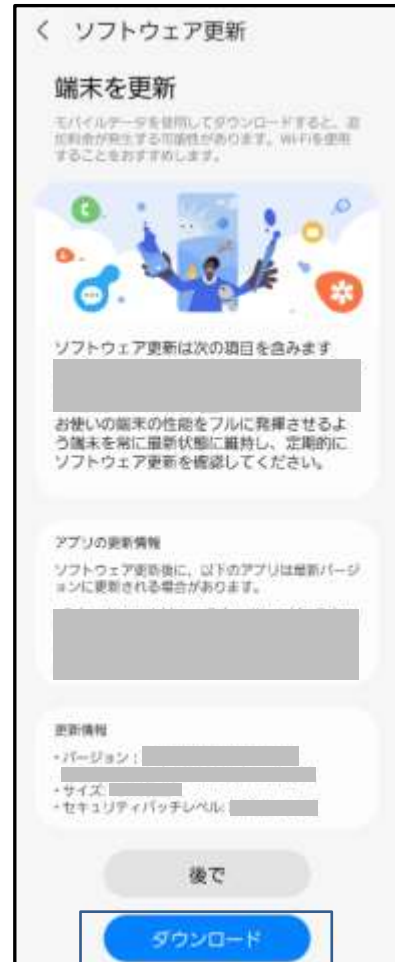 ソフトウェア更新
端末を更新
モバイルデータを使用してダウンロードすると、追
加料金が発生する可能性があります。Wi-Fiを使用
することをおすすめします。
ソフトウェア更新は次の項目を含みます
お使いの端末の性能をフルに発揮させるよ
う端末を常に最新状態に維持し、定期的に
ソフトウェア更新を確認してください。
アプリの更新情報
ソフトウェア更新後に、以下のアプリは最新バージ
ョンに更新される場合があります。
更新情報
・バージョン：
・サイズ:
・セキュリティパッチレベル:
後で
ダウンロード